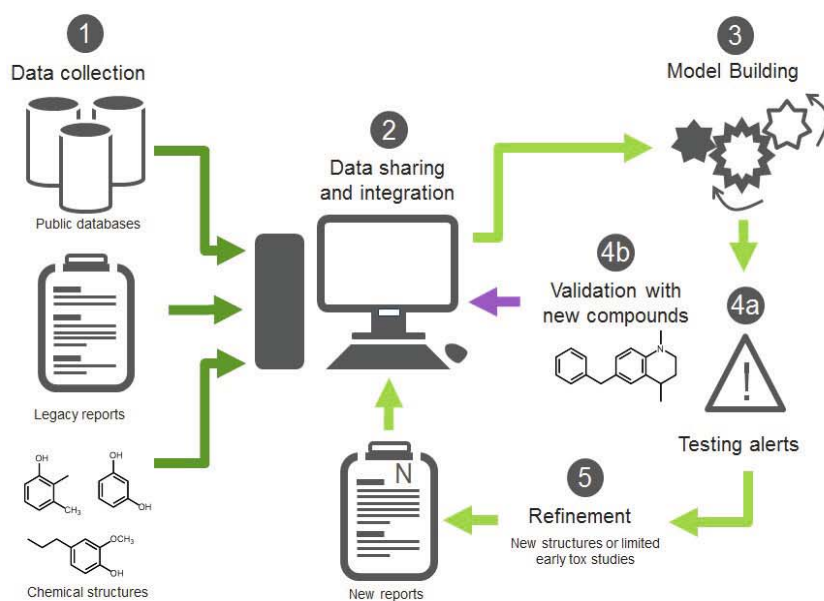 1
Data collection
Public databases
Legacy reports
OH
CH₃
OH
OH
OCH₃
OH
Chemical structures
2
Data sharing
and integration
3
Model Building
4b
Validation with
new compounds
N
4a
!
Testing alerts
5
Refinement
New structures or limited
early tox studies
N
New reports